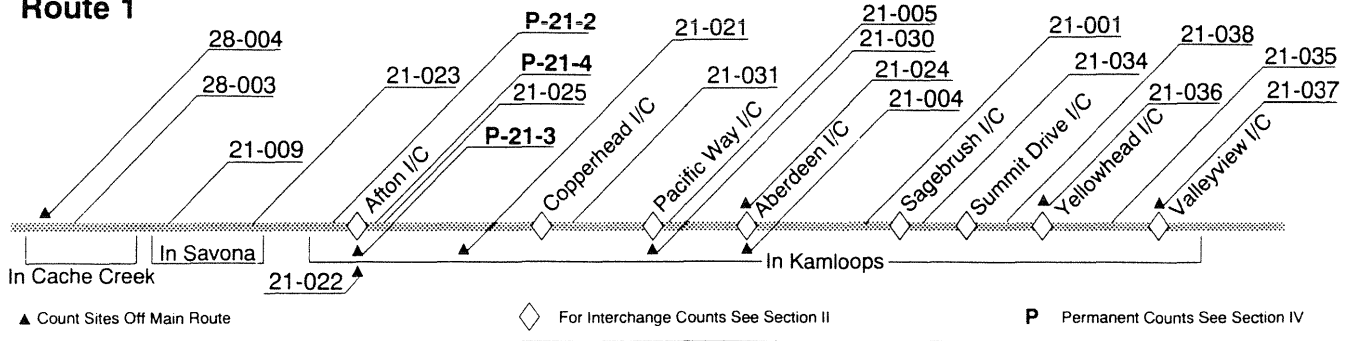 Route 1
28-004
28-003
21-009
21-023
P-21-2
P-21-4
21-025
P-21-3
21-021
21-031
21-005
21-030
21-024
21-004
21-001
21-034
21-038
21-036
21-035
21-037
Afton I/C
Copperhead I/C
Pacific Way I/C
Aberdeen I/C
Sagebrush I/C
Summit Drive I/C
Yellowhead I/C
Valleyview I/C
In Cache Creek
In Savona
21-022
In Kamloops
Count Sites Off Main Route
For Interchange Counts See Section II
P Permanent Counts See Section IV